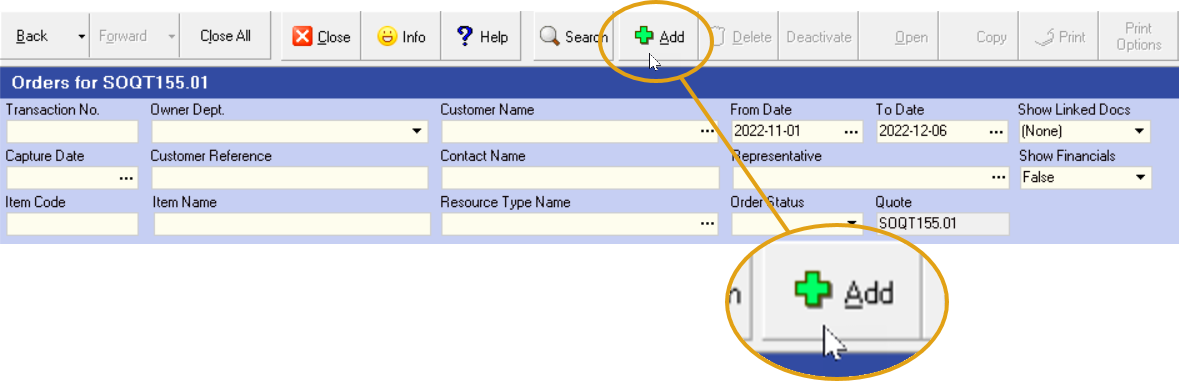 Back Forward Close All Close Info Help Search Add Delete Deactivate Open Copy Print Print Options
Orders for SOQT155.01
Transaction No. Owner Dept. Customer Name From Date To Date Show Linked Docs
... 2022-11-01 ... 2022-12-06 ... (None)
Capture Date Customer Reference Contact Name Representative Show Financials
... ... False
Item Code Item Name Resource Type Name Order Status Quote
... SOQT155.01
n Add